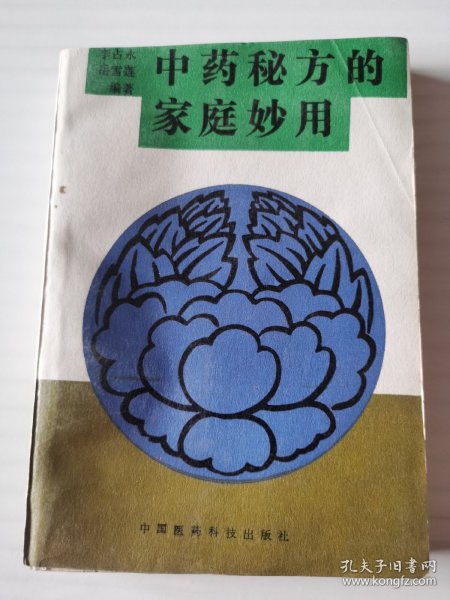 李占永
岳雪莲
编著
中药秘方的
家庭妙用
中国医药科技出版社
孔夫子旧书网
www.kongfz.com